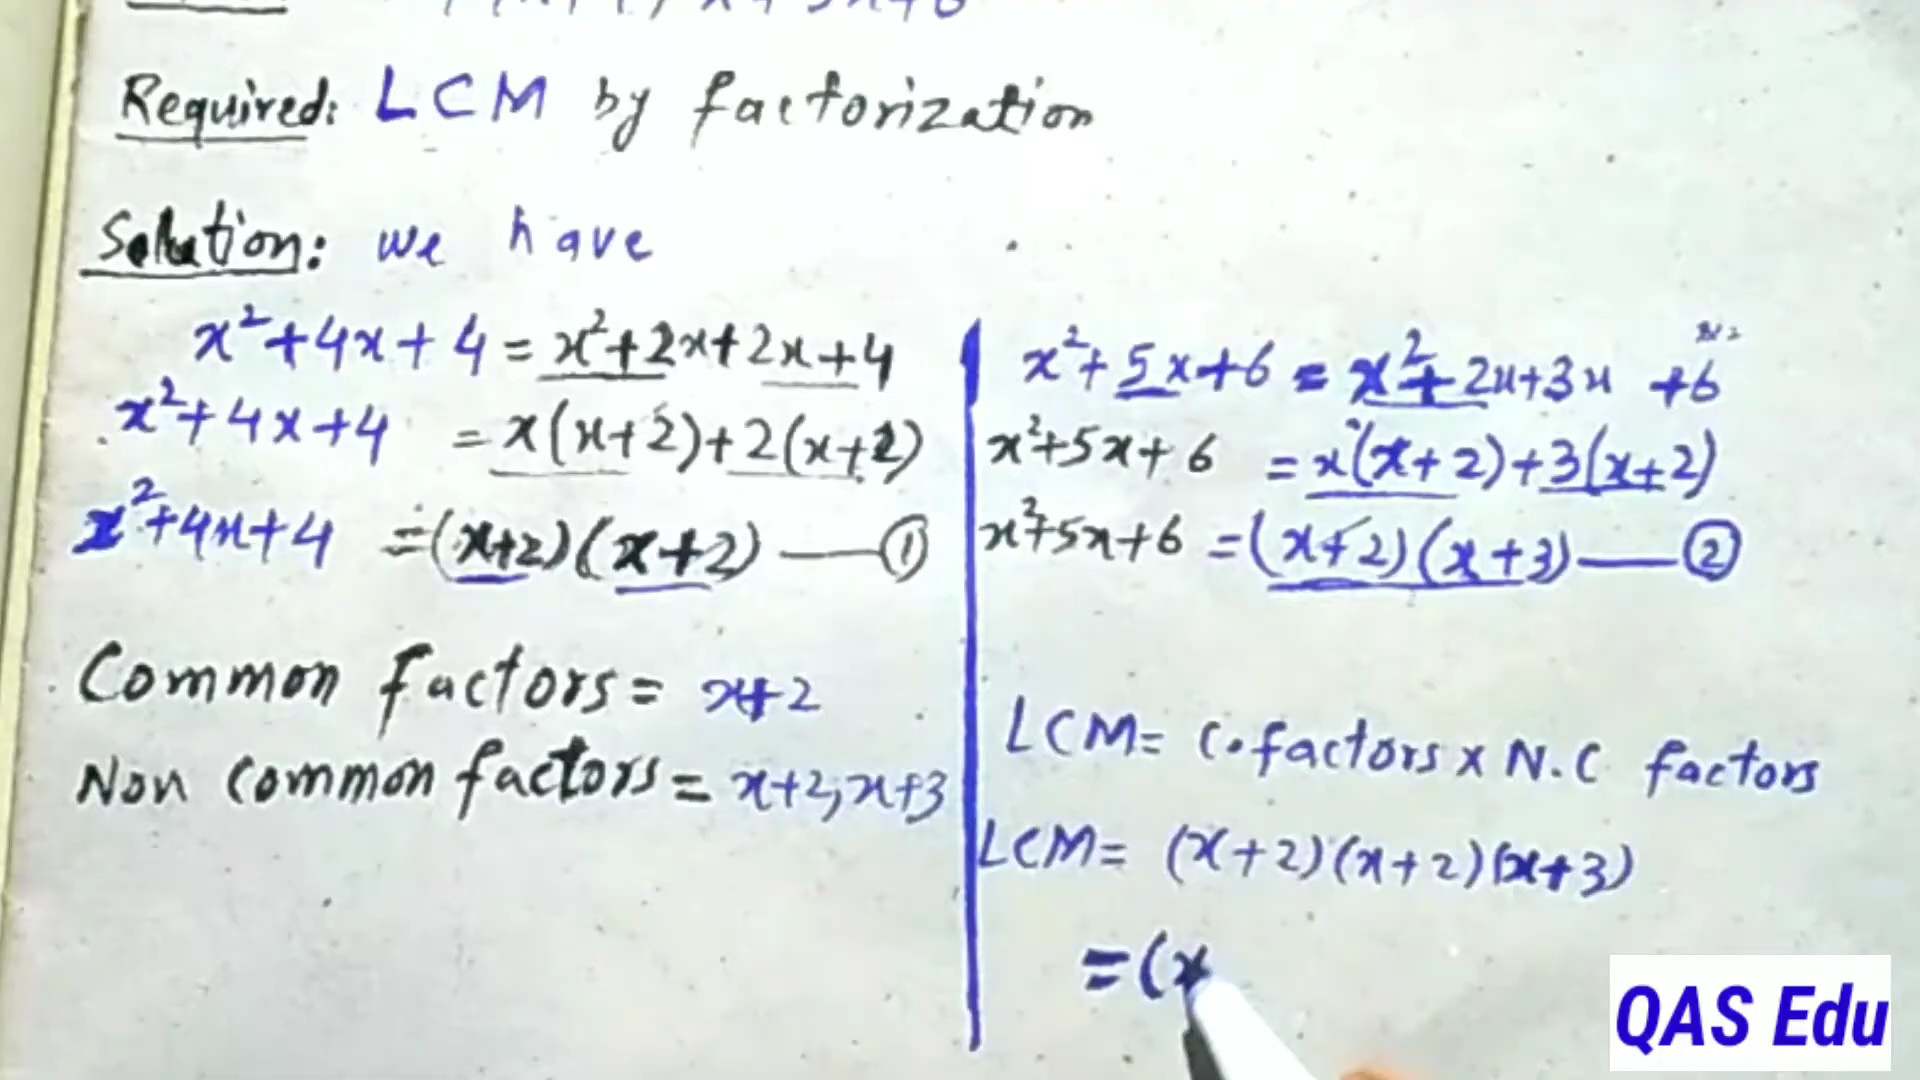 Required: LCM by factorization
Solution: we have
x²+4x+4 = x²+2x+2x+4
x²+4x+4 = x(x+2)+2(x+2)
x²+4x+4 = (x+2)(x+2) — ①
Common factors = x+2
Non common factors = x+2, x+3
x²+5x+6 = x²+2x+3x +6
x²+5x+6 = x(x+2)+3(x+2)
x²+5x+6 = (x+2)(x+3) — ②
LCM= C.factors x N.C factors
LCM= (x+2)(x+2)(x+3)
=(x
QAS Edu